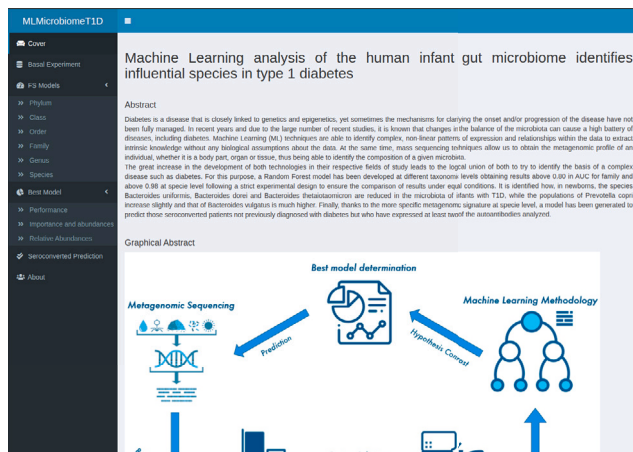 MLMicrobiomeT1D
Cover
Basal Experiment
FS Models
Phylum
Class
Order
Family
Genus
Species
Best Model
Performance
Importance and abundances
Relative Abundances
Seroconverted Prediction
About
Machine Learning analysis of the human infant gut microbiome identifies
influential species in type 1 diabetes
Abstract
Diabetes is a disease that is closely linked to genetics and epigenetics, yet sometimes the mechanisms for clarifying the onset and/or progression of the disease have not
been fully managed. In recent years and due to the large number of recent studies, it is known that changes in the balance of the microbiota can cause a high battery of
diseases, including diabetes. Machine Learning (ML) techniques are able to identify complex, non-linear patterns of expression and relationships within the data to extract
intrinsic knowledge without any biological assumptions about the data. At the same time, mass sequencing techniques allow us to obtain the metagenomic profile of an
individual, whether it is a body part, organ or tissue, thus being able to identify the composition of a given microbiota.
The great increase in the development of both technologies in their respective fields of study leads to the logical union of both to try to identify the basis of a complex
disease such as diabetes. For this purpose, a Random Forest model has been developed at different taxonomic levels obtaining results above 0.80 in AUC for family and
above 0.98 at specie level following a strict experimental design to ensure the comparison of results under equal conditions. It is identified how, in newborns, the species
Bacteroides uniformis, Bacteroides dorei and Bacteroides thetaiotaomicron are reduced in the microbiota of infants with T1D, while the populations of Prevotella copri
increase slightly and that of Bacteroides vulgatus is much higher. Finally, thanks to the more specific metagenomic signature at specie level, a model has been generated to
predict those seroconverted patients not previously diagnosed with diabetes but who have expressed at least two of the autoantibodies analyzed.
Graphical Abstract
Best model determination
Metagenomic Sequencing
Machine Learning Methodology
Prediction
Hypothesis Contrast